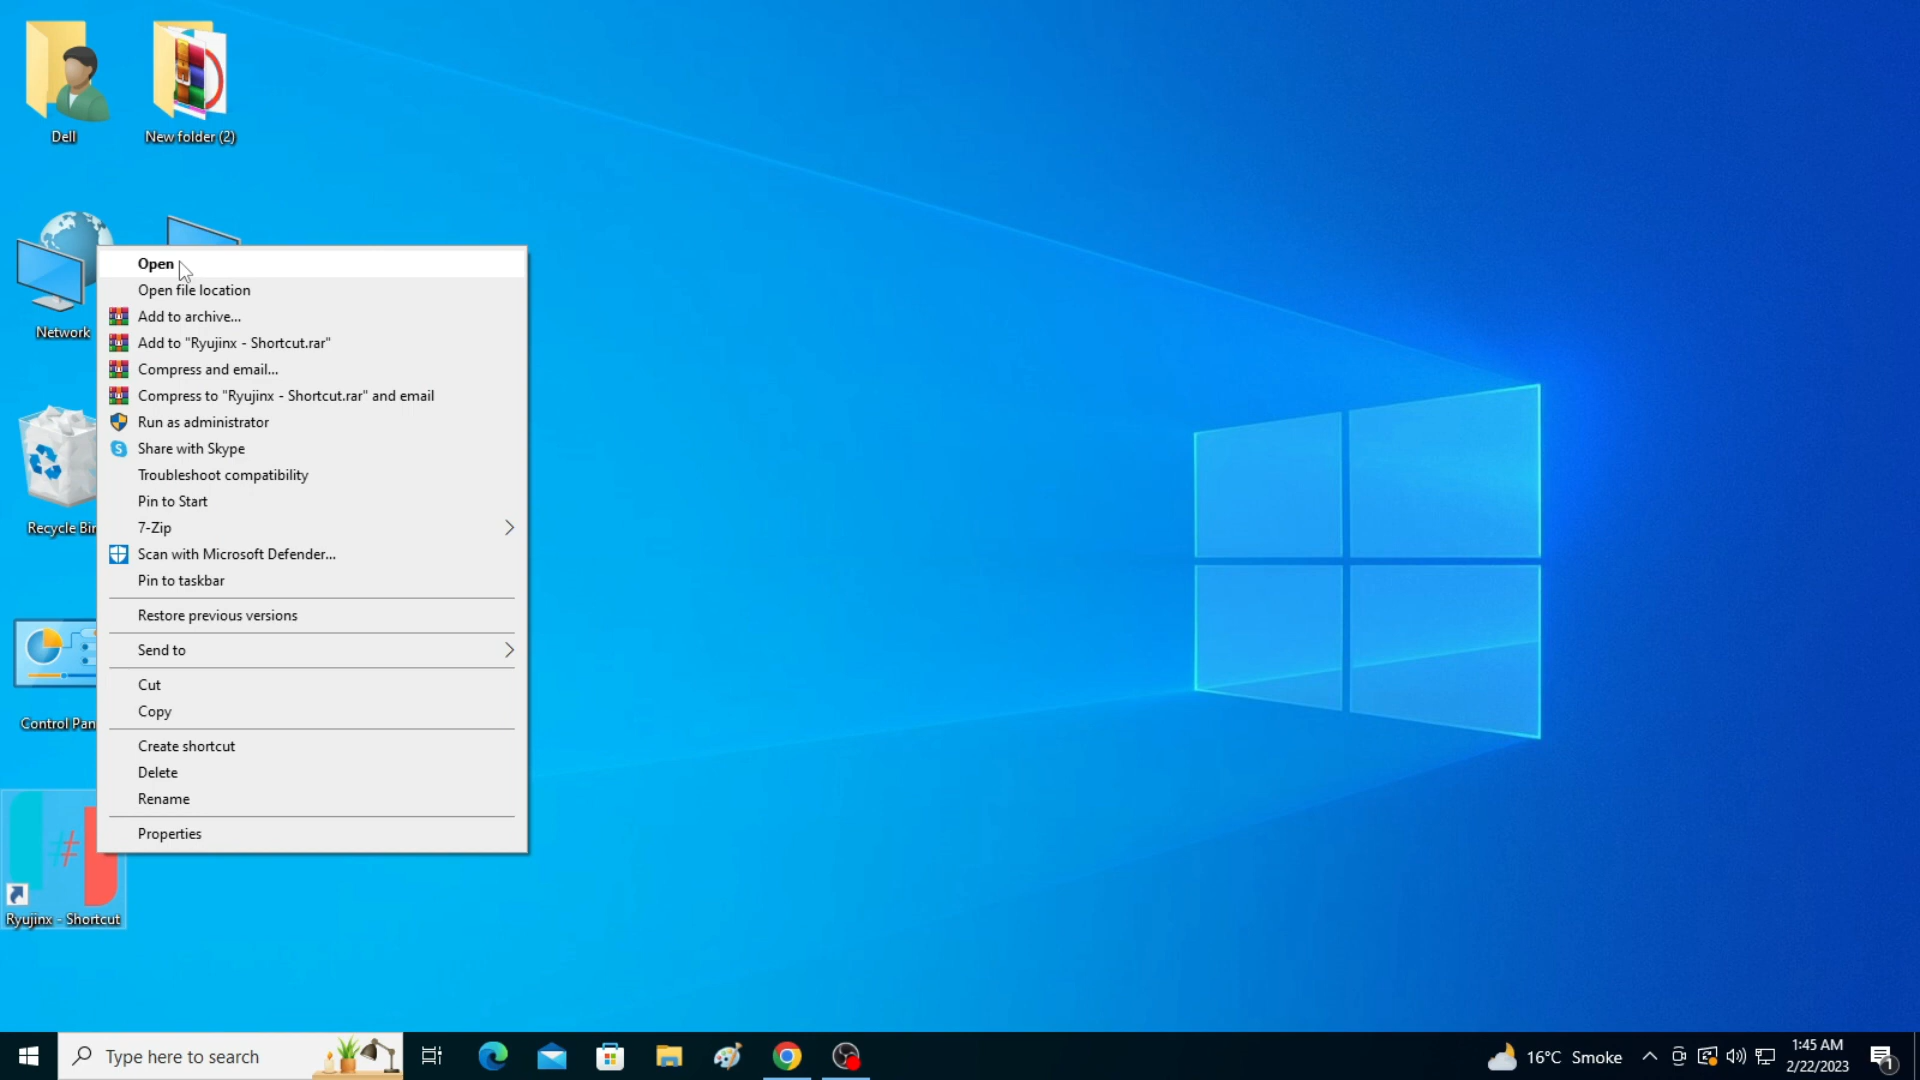 Dell
New folder (2)
Network
Recycle Bin
Control Pan
Ryujinx - Shortcut
Open
Open file location
Add to archive...
Add to "Ryujinx - Shortcut.rar"
Compress and email...
Compress to "Ryujinx - Shortcut.rar" and email
Run as administrator
Share with Skype
Troubleshoot compatibility
Pin to Start
7-Zip
Scan with Microsoft Defender...
Pin to taskbar
Restore previous versions
Send to
Cut
Copy
Create shortcut
Delete
Rename
Properties
Type here to search
16°C Smoke
1:45 AM
2/22/2023
1